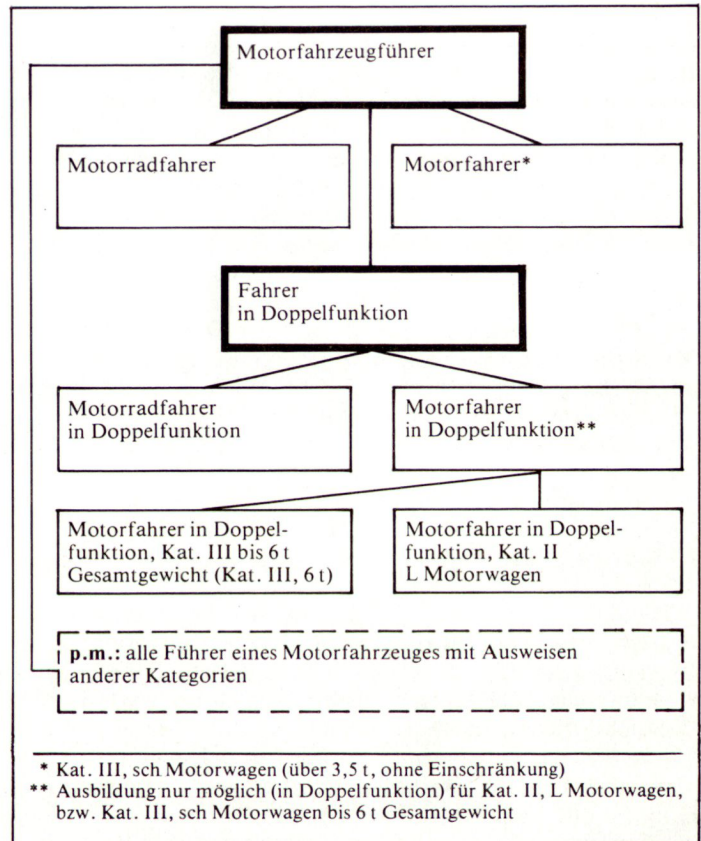 Motorfahrzeugführer
Motorradfahrer
Motorfahrer*
Fahrer
in Doppelfunktion
Motorradfahrer
in Doppelfunktion
Motorfahrer
in Doppelfunktion**
Motorfahrer in Doppel-
funktion, Kat. III bis 6 t
Gesamtgewicht (Kat. III, 6 t)
Motorfahrer in Doppel-
funktion, Kat. II
L Motorwagen
p.m.: alle Führer eines Motorfahrzeuges mit Ausweisen
anderer Kategorien
* Kat. III, sch Motorwagen (über 3,5 t, ohne Einschränkung)
** Ausbildung nur möglich (in Doppelfunktion) für Kat. II, L Motorwagen,
bzw. Kat. III, sch Motorwagen bis 6 t Gesamtgewicht